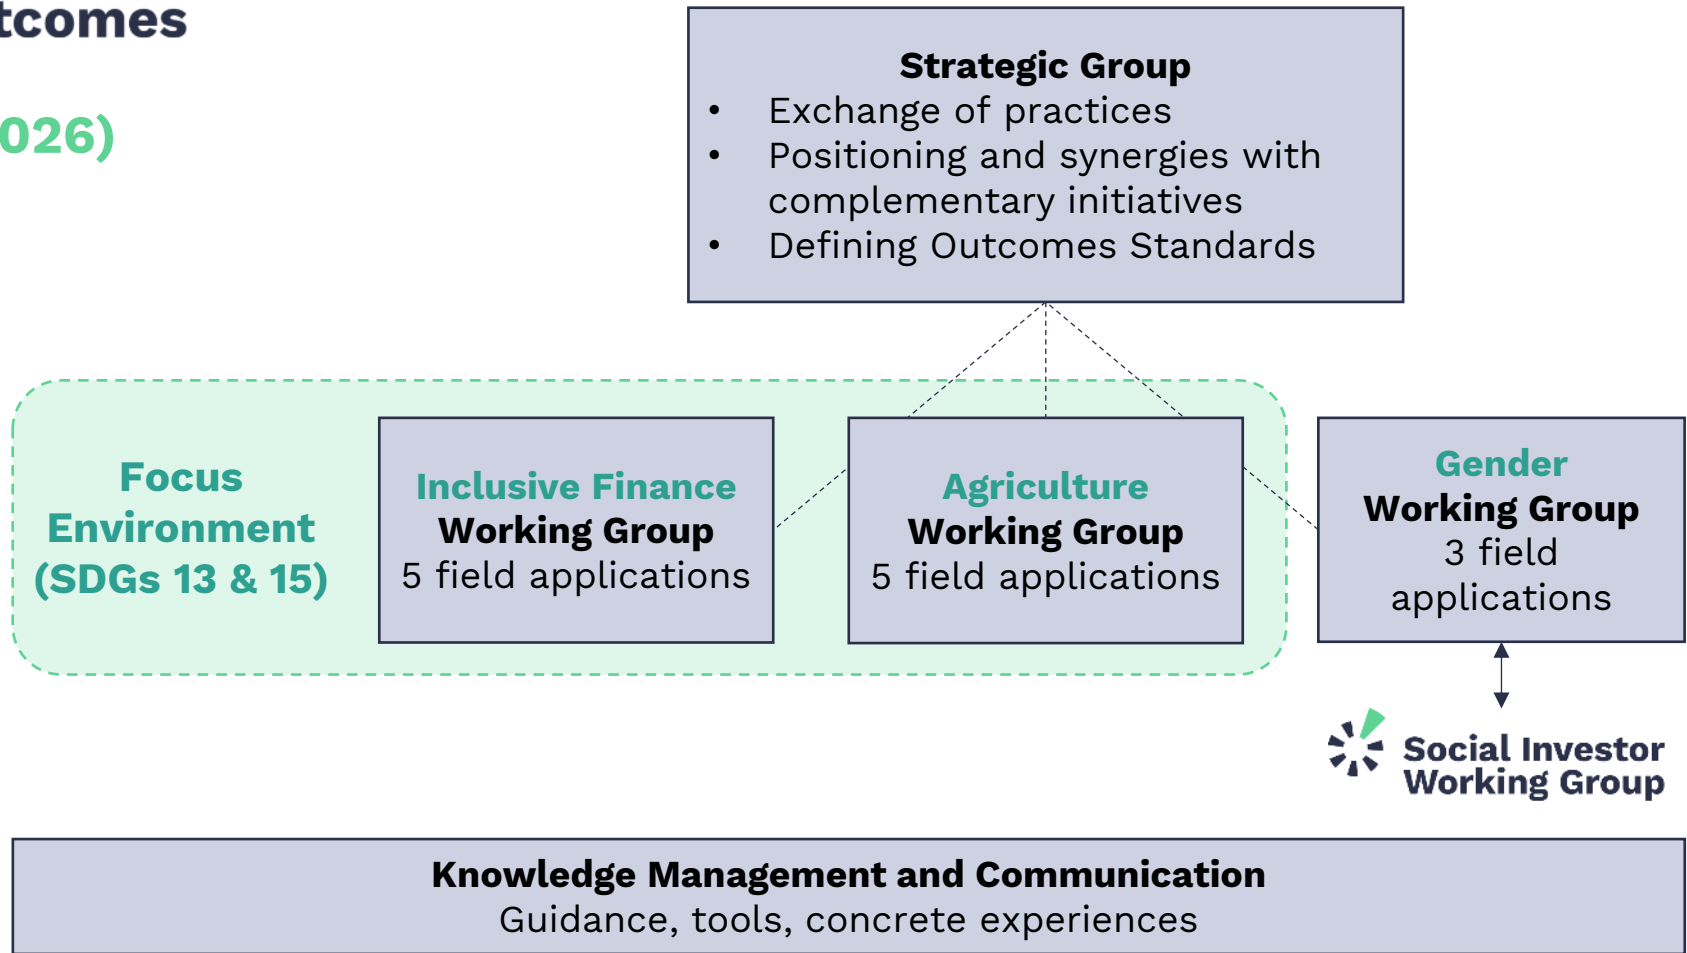 tcomes
026)
Strategic Group
• Exchange of practices
• Positioning and synergies with
complementary initiatives
• Defining Outcomes Standards
Focus
Environment
(SDGs 13 & 15)
Inclusive Finance
Working Group
5 field applications
Agriculture
Working Group
5 field applications
Gender
Working Group
3 field
applications
Social Investor
Working Group
Knowledge Management and Communication
Guidance, tools, concrete experiences